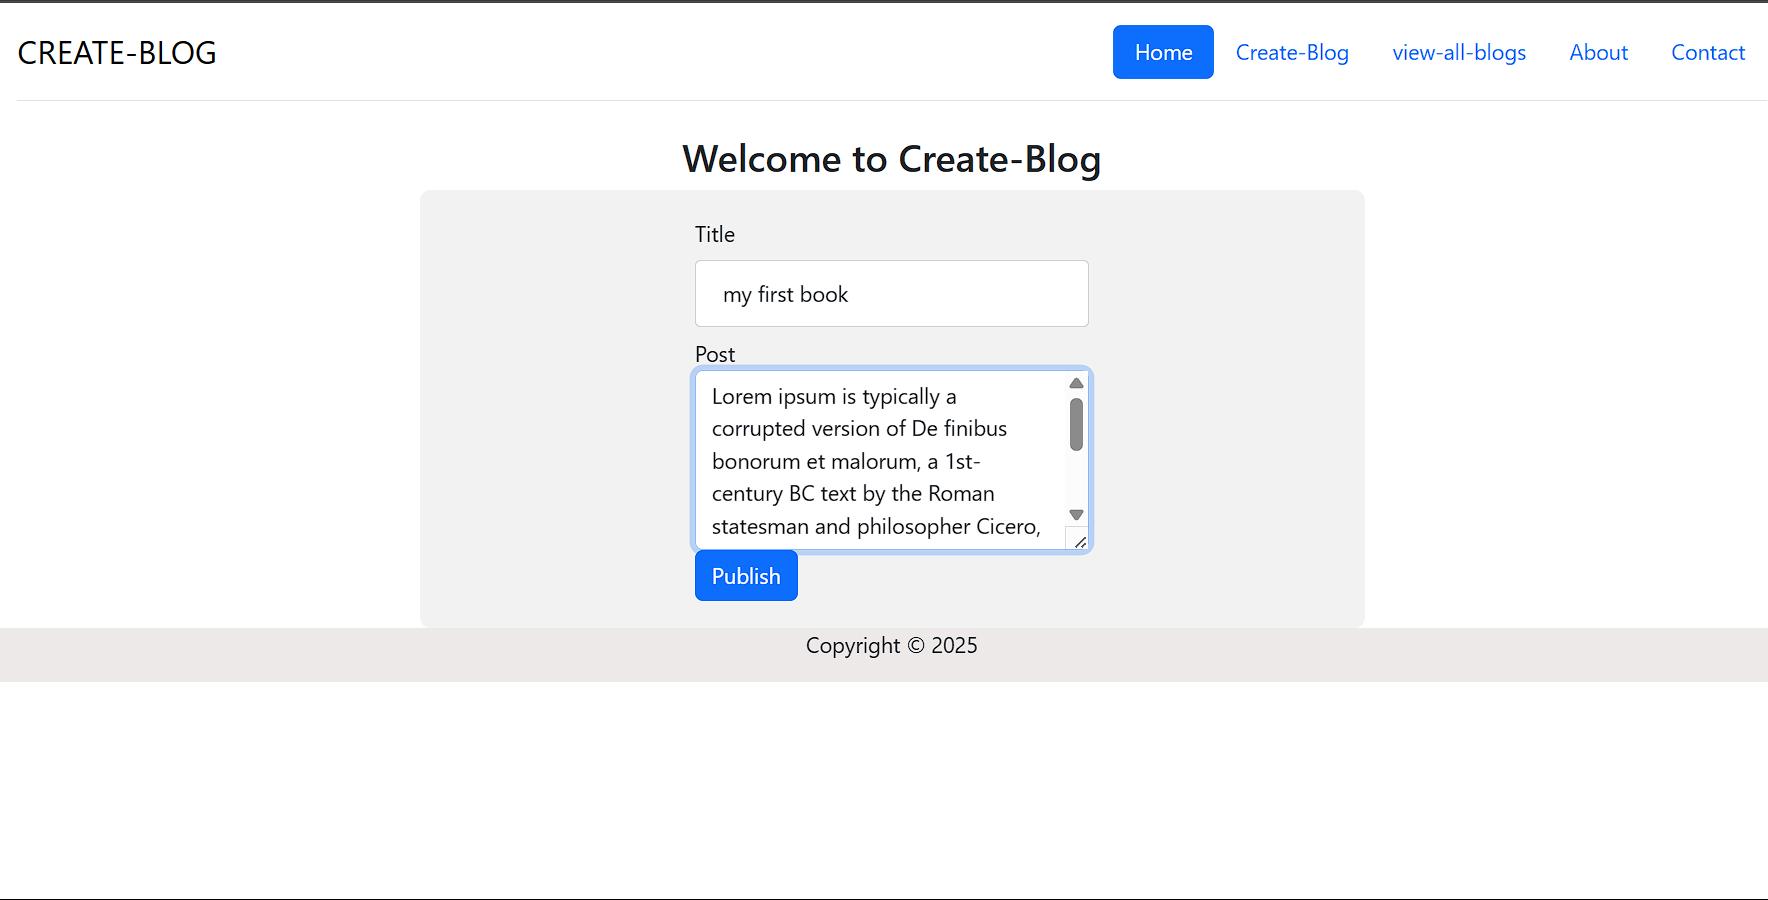 CREATE-BLOG
Home Create-Blog view-all-blogs About Contact
Welcome to Create-Blog
Title
my first book
Post
Lorem ipsum is typically a
corrupted version of De finibus
bonorum et malorum, a 1st-
century BC text by the Roman
statesman and philosopher Cicero,
Publish
Copyright © 2025